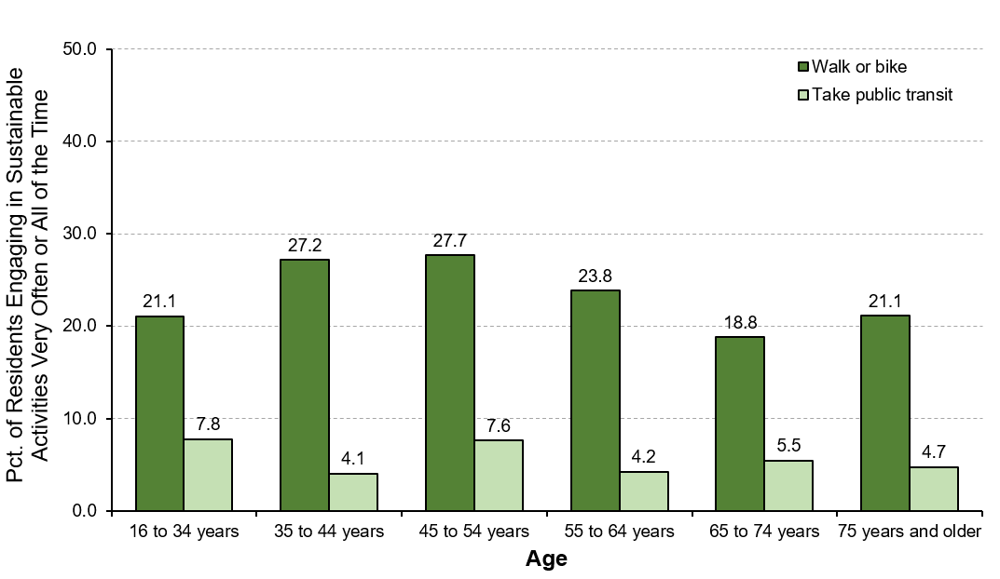 Pct. of Residents Engaging in Sustainable
Activities Very Often or All of the Time
50.0
40.0
30.0
20.0
10.0
0.0
Walk or bike
Take public transit
21.1
7.8
27.2
4.1
27.7
7.6
23.8
4.2
18.8
5.5
21.1
4.7
16 to 34 years
35 to 44 years
45 to 54 years
55 to 64 years
65 to 74 years
75 years and older
Age